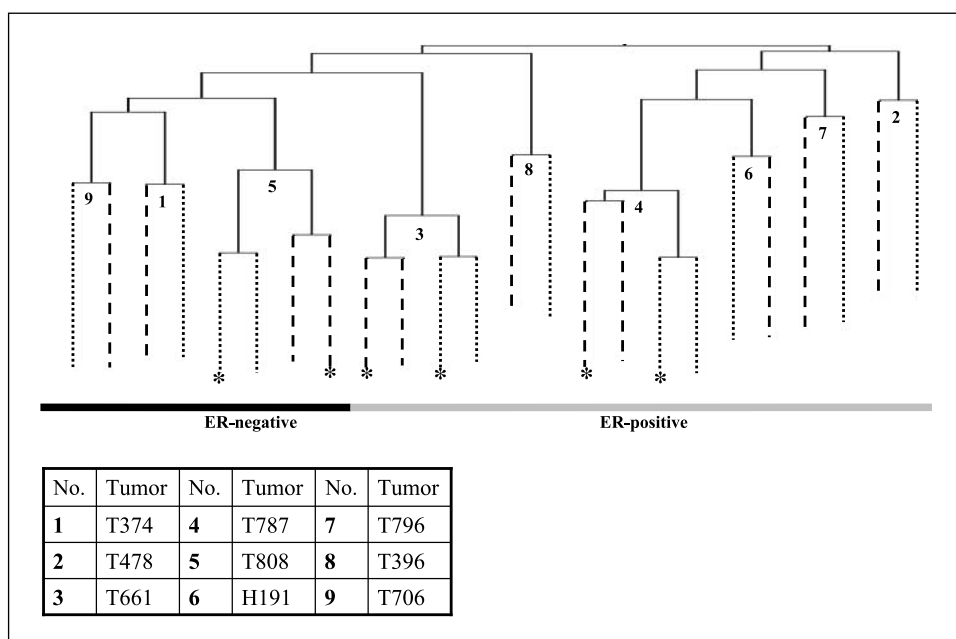 2
7
8
6
5
9
1
4
3
* * * * * *
ER-negative ER-positive
No. Tumor No. Tumor No. Tumor
1 T374 4 T787 7 T796
2 T478 5 T808 8 T396
3 T661 6 H191 9 T706